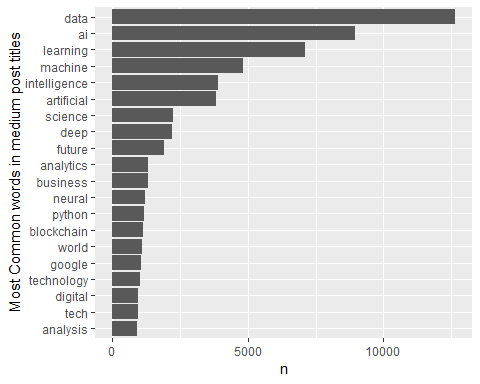 Most Common words in medium post titles
data
ai
learning
machine
intelligence
artificial
science
deep
future
analytics
business
neural
python
blockchain
world
google
technology
digital
tech
analysis
0 5000 10000
n